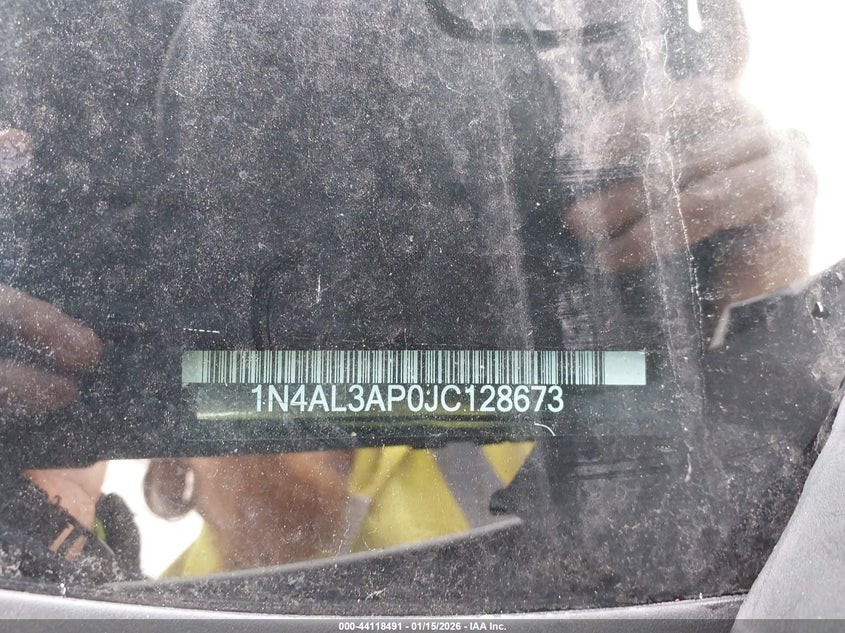 1N4AL3AP0JC128673
000-44118491 - 01/15/2026 - IAA Inc.